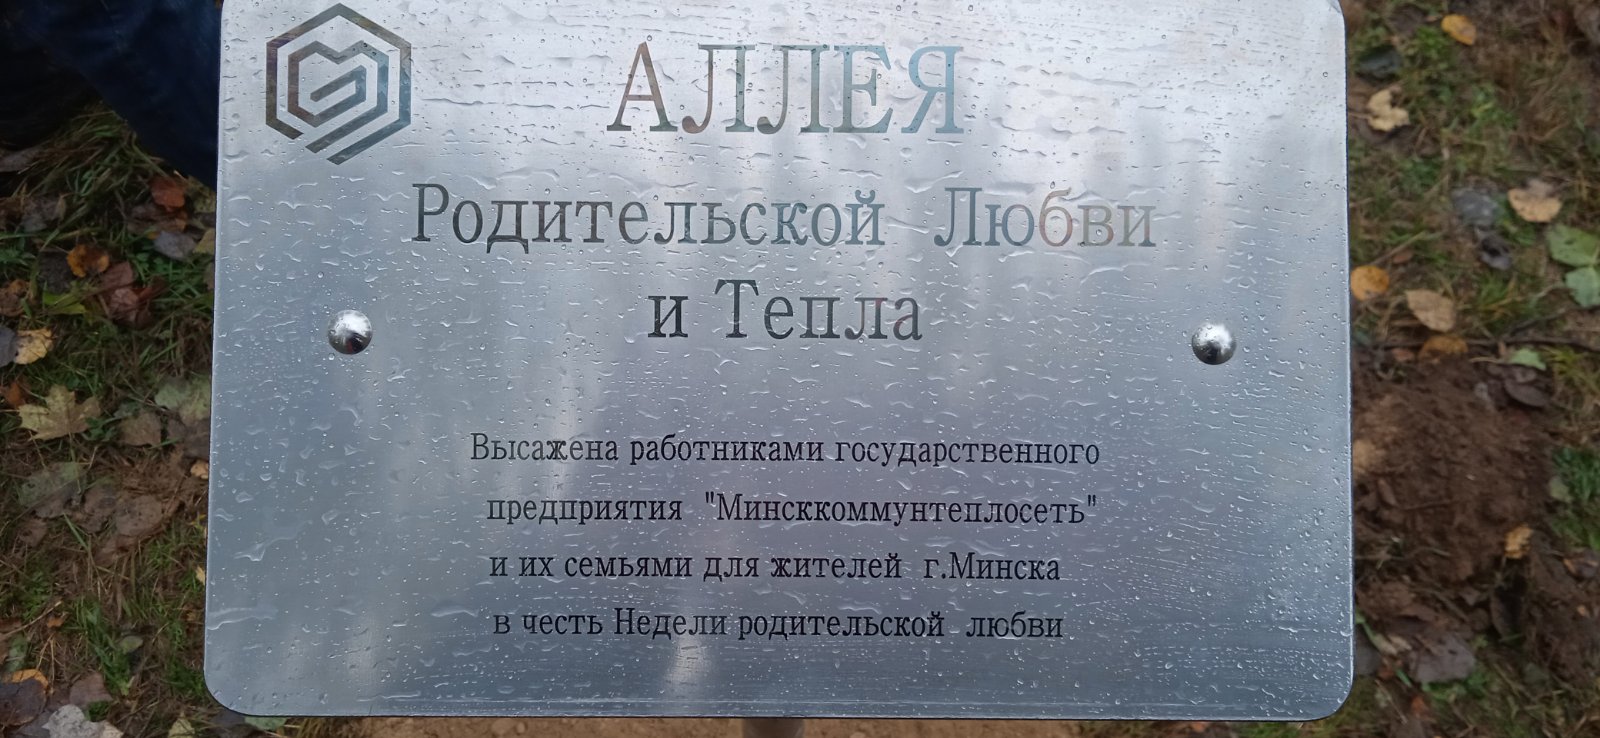 АЛЛЕЯ
Родительской Любви
и Тепла
Высажена работниками государственного
предприятия "Минсккоммунтеплосеть"
и их семьями для жителей г.Минска
в честь Недели родительской любви